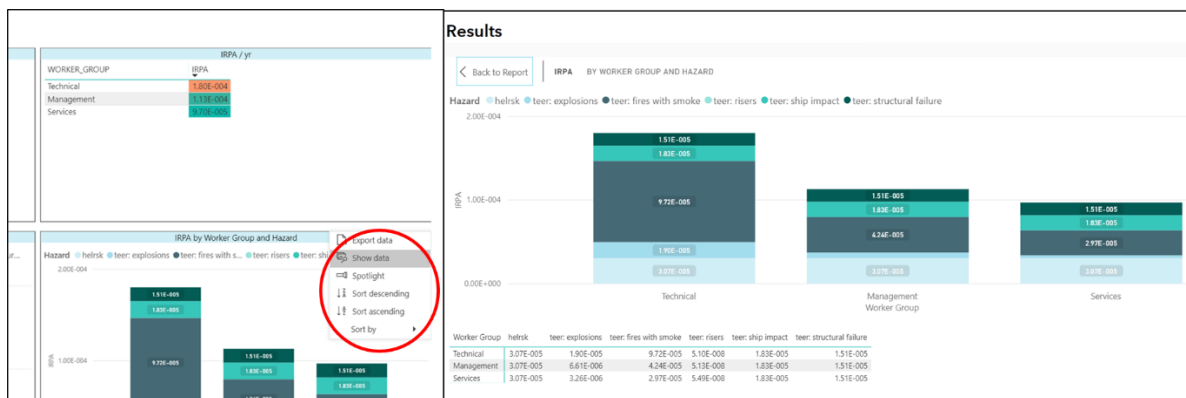 IRPA / yr
WORKER_GROUP IRPA
Technical 1.80E-004
Management 1.13E-004
Services 9.70E-005
IRPA by Worker Group and Hazard
Hazard helrsk teer: explosions teer: fires with s... teer: risers teer: shi
2.00E-004
1.51E-005
1.83E-005
9.72E-005
1.00E-004
IRPA
1.51E-005
1.83E-005
1.51E-005
1.83E-005
Export data
Show data
Spotlight
Sort descending
Sort ascending
Sort by
Results
Back to Report IRPA BY WORKER GROUP AND HAZARD
Hazard helrsk teer: explosions teer: fires with smoke teer: risers teer: ship impact teer: structural failure
2.00E-004
1.00E-004
0.00E+000
IRPA
1.51E-005
1.83E-005
9.72E-005
1.90E-005
3.07E-005
1.51E-005
1.83E-005
4.24E-005
3.07E-005
1.51E-005
1.83E-005
2.97E-005
3.07E-005
Technical Management Services
Worker Group
Worker Group helrsk teer: explosions teer: fires with smoke teer: risers teer: ship impact teer: structural failure
Technical 3.07E-005 1.90E-005 9.72E-005 5.10E-008 1.83E-005 1.51E-005
Management 3.07E-005 6.61E-006 4.24E-005 5.13E-008 1.83E-005 1.51E-005
Services 3.07E-005 3.26E-006 2.97E-005 5.49E-008 1.83E-005 1.51E-005